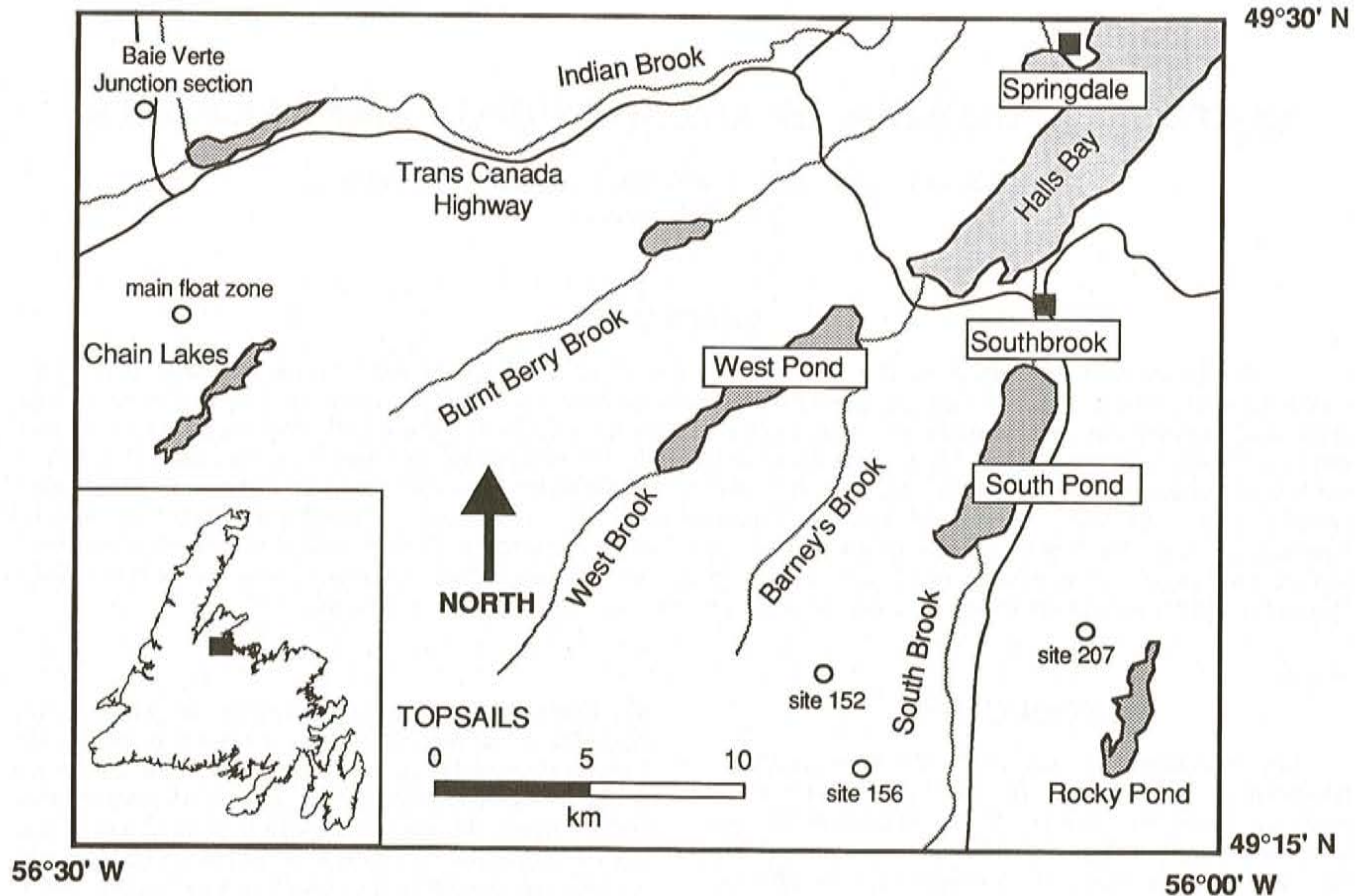 49°30' N
Baie Verte
Junction section
Indian Brook
Springdale
Trans Canada
Highway
Halls Bay
main float zone
Chain Lakes
Burnt Berry Brook
West Pond
Southbrook
South Pond
West Brook
Barney's Brook
NORTH
South Brook
site 207
site 152
TOPSAILS
0 5 10
km
site 156
Rocky Pond
49°15' N
56°30' W
56°00' W